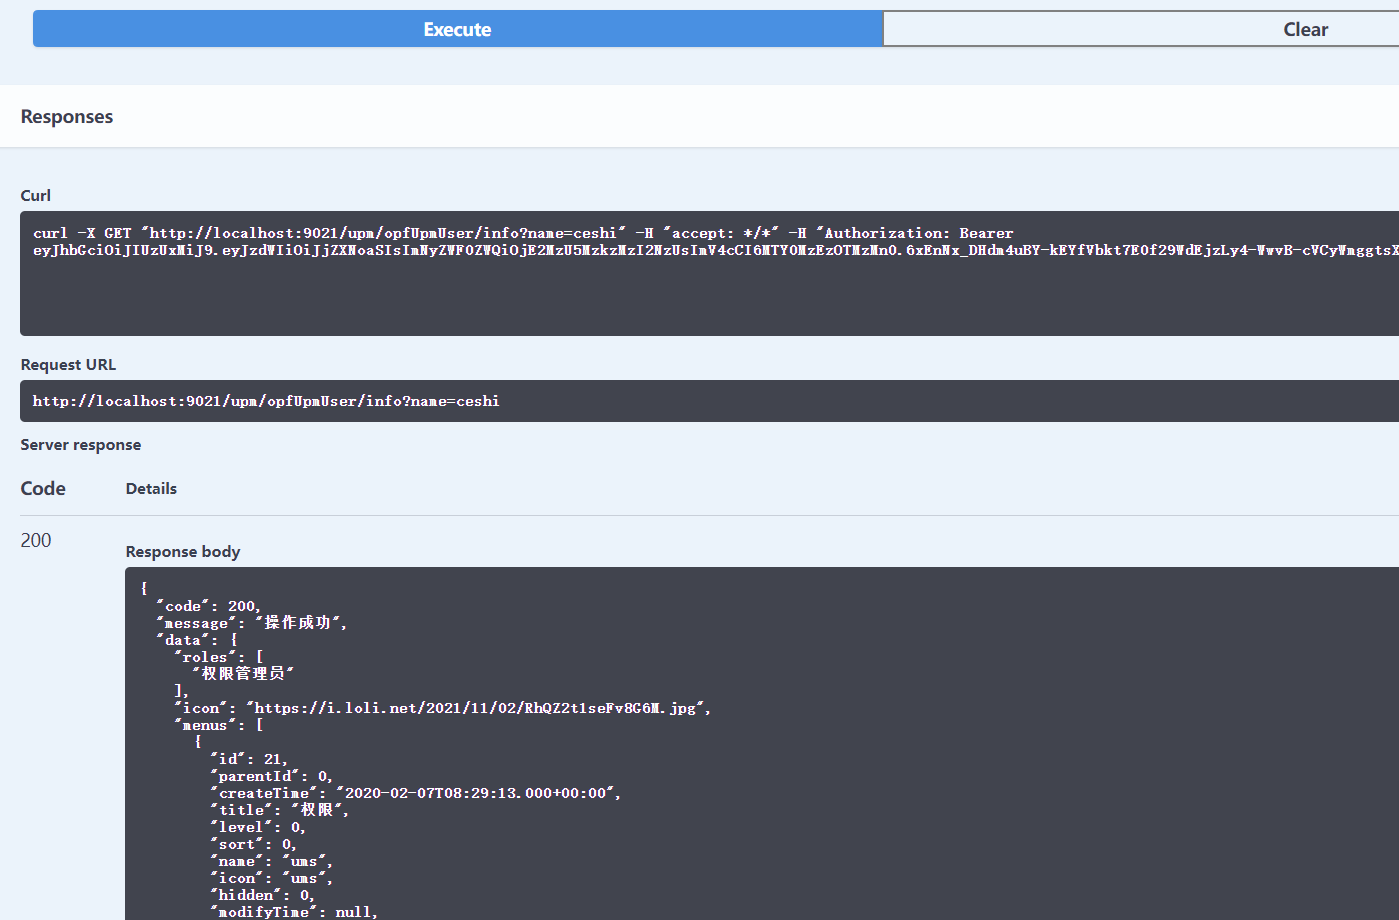 Execute
Clear
Responses
Curl
curl -X GET "http://localhost:9021/upm/opfUpmUser/info?name=ceshi" -H "accept: */*" -H "Authorization: Bearer
eyJhbGciOiJIUzUxMiJ9.eyJzdWIiOiJjZXNoaSIsImNyZWF0ZWQiOjE2MzU5MzkzMzI2NzUsImV4cCI6MTY0MzEzOTMzMn0.6xEnNx_DHdm4uBY-kEYfVbkt7E0f29WdEjzLy4-WwvB-cVCyWmggtsX
Request URL
http://localhost:9021/upm/opfUpmUser/info?name=ceshi
Server response
Code
Details
200
Response body
{
"code": 200,
"message": "操作成功",
"data": {
"roles": [
"权限管理员"
],
"icon": "https://i.loli.net/2021/11/02/RhQZ2t1seFv8G6M.jpg",
"menus": [
{
"id": 21,
"parentId": 0,
"createTime": "2020-02-07T08:29:13.000+00:00",
"title": "权限",
"level": 0,
"sort": 0,
"name": "ums",
"icon": "ums",
"hidden": 0,
"modifyTime": null,